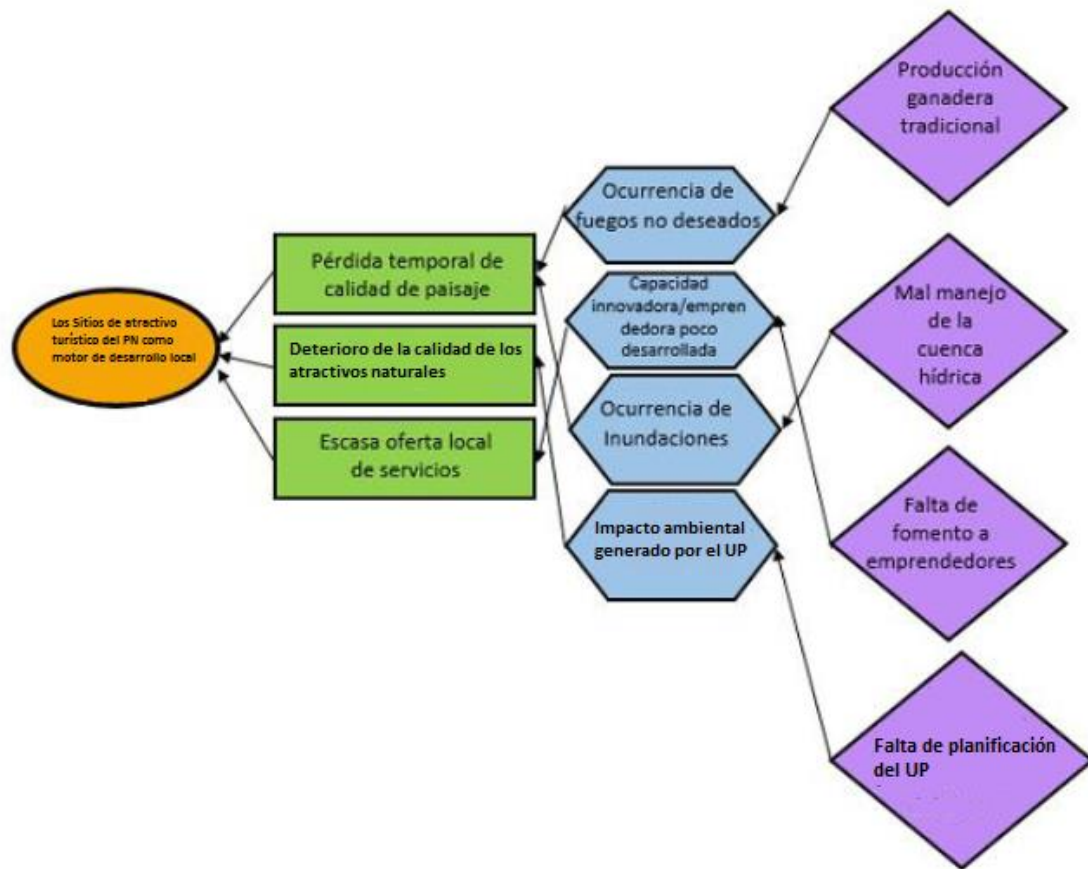 Producción
ganadera
tradicional
Ocurrencia de
fuegos no deseados
Pérdida temporal de
calidad de paisaje
Capacidad
innovadora/empren
dedora poco
desarrollada
Mal manejo
de la
cuenca
hídrica
Los Sitios de atractivo
turístico del PN como
motor de desarrollo local
Deterioro de la calidad de los
atractivos naturales
Ocurrencia de
Inundaciones
Escasa oferta local
de servicios
Impacto ambiental
generado por el UP
Falta de
fomento a
emprendedores
Falta de planificación
del UP